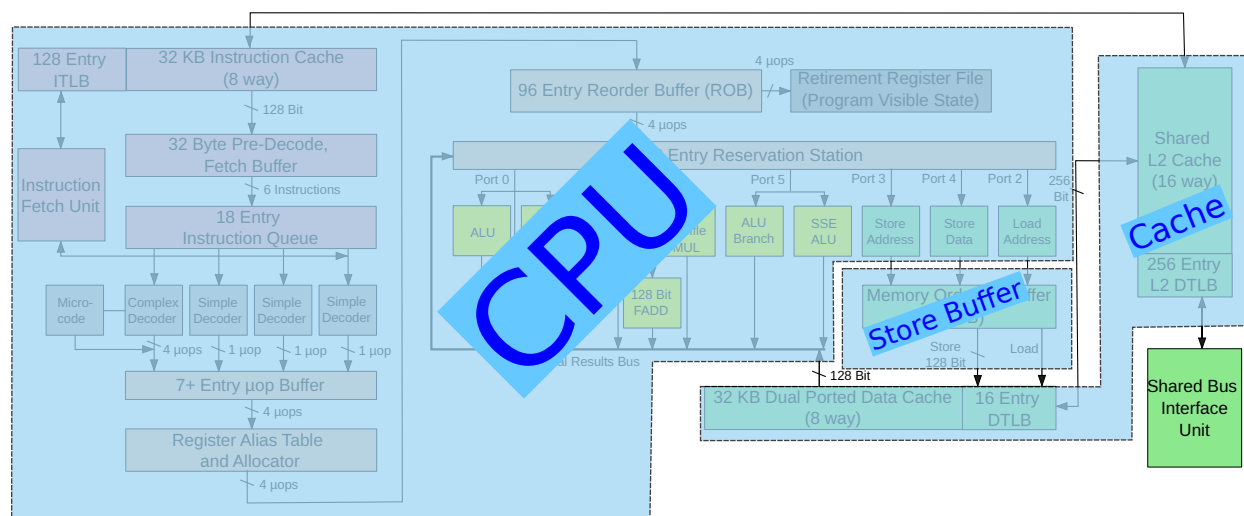 128 Entry
ITLB
32 KB Instruction Cache
(8 way)
128 Bit
32 Byte Pre-Decode,
Fetch Buffer
Instruction
Fetch Unit
6 Instructions
18 Entry
Instruction Queue
Micro-
code
Complex
Decoder
Simple
Decoder
Simple
Decoder
Simple
Decoder
4 µops
1 µop
1 µop
1 µop
7+ Entry µop Buffer
4 µops
Register Alias Table
and Allocator
4 µops
96 Entry Reorder Buffer (ROB)
4 µops
Retirement Register File
(Program Visible State)
4 µops
Entry Reservation Station
Port 0
Port 5
Port 3
Port 4
Port 2
ALU
ALU
Branch
SSE
ALU
Store
Address
Store
Data
Load
Address
MUL
128 Bit
FADD
CPU
Results Bus
Memory
Store Buffer
Store
128 Bit
Load
128 Bit
256
Bit
32 KB Dual Ported Data Cache
(8 way)
16 Entry
DTLB
Shared
L2 Cache
(16 way)
Cache
256 Entry
L2 DTLB
Shared Bus
Interface
Unit